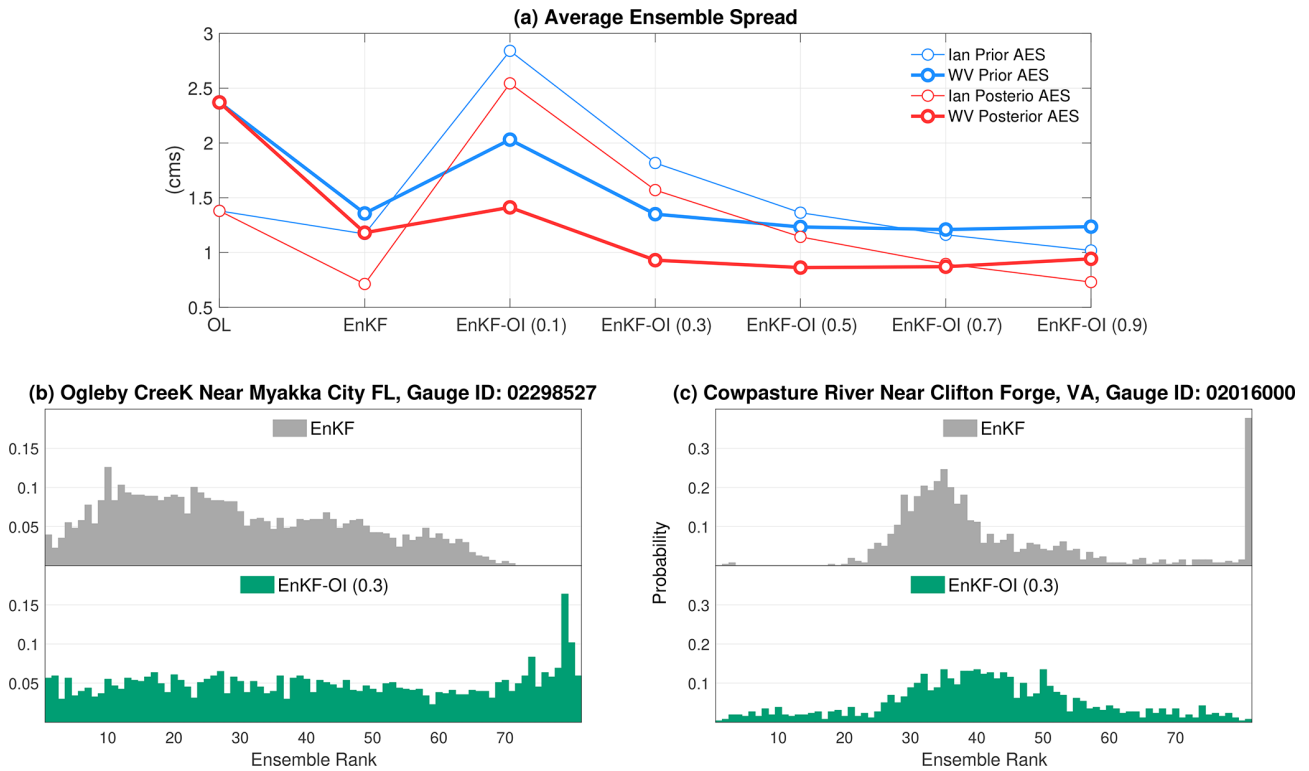 (a) Average Ensemble Spread
3
2.5
2
1.5
1
0.5
(cms)
Ian Prior AES
WV Prior AES
Ian Posterio AES
WV Posterior AES
OL EnKF EnKF-OI (0.1) EnKF-OI (0.3) EnKF-OI (0.5) EnKF-OI (0.7) EnKF-OI (0.9)
(b) Ogleby CreeK Near Myakka City FL, Gauge ID: 02298527
EnKF
0.15
0.1
0.05
EnKF-OI (0.3)
0.15
0.1
0.05
10 20 30 40 50 60 70
Ensemble Rank
(c) Cowpasture River Near Clifton Forge, VA, Gauge ID: 02016000
EnKF
0.3
0.2
0.1
Probability
EnKF-OI (0.3)
0.3
0.2
0.1
10 20 30 40 50 60 70
Ensemble Rank